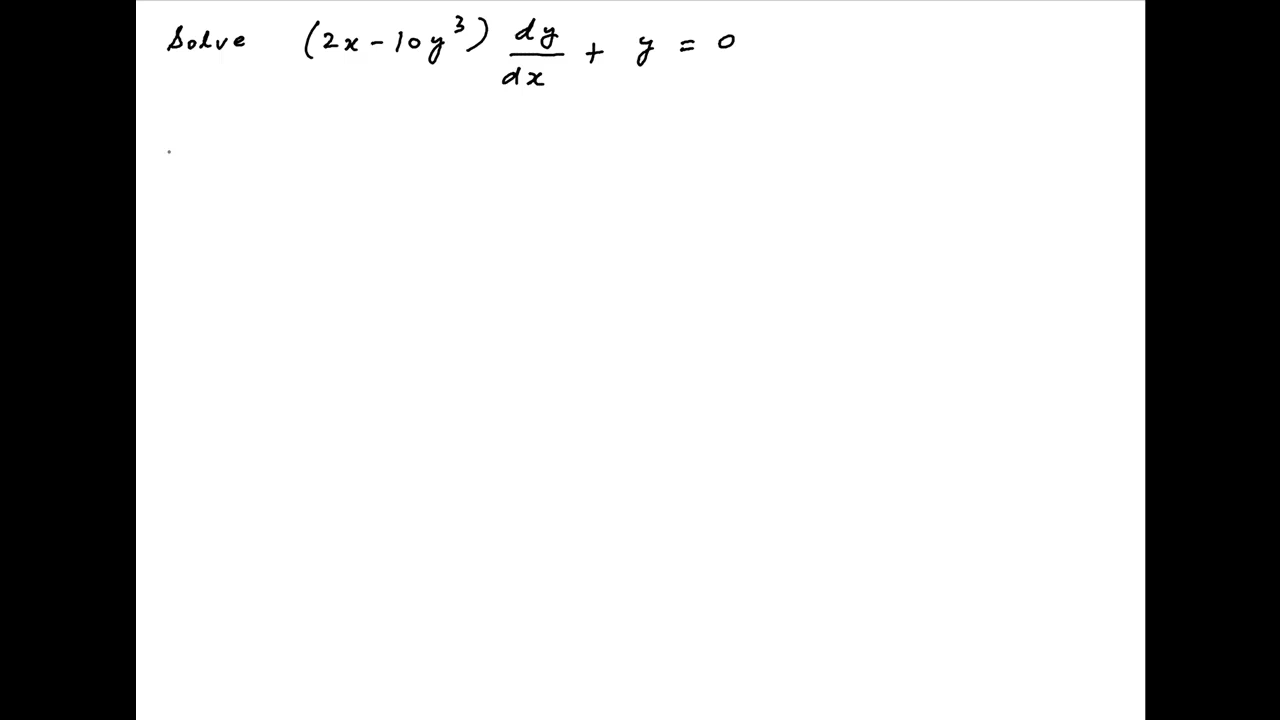 Solve (2x - 10y³) dy/dx + y = 0